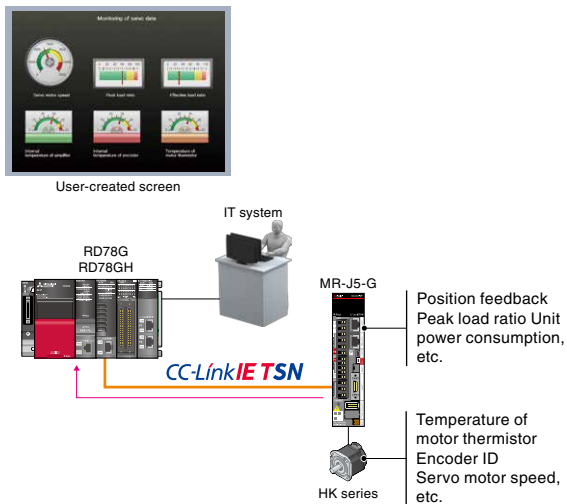 Monitoring of servo data
Servo motor speed
Peak load ratio
Effective load ratio
Internal
temperature of amplifier
Internal
temperature of encoder
Temperature of
motor thermistor
User-created screen
IT system
RD78G
RD78GH
MR-J5-G
Position feedback
Peak load ratio Unit
power consumption,
etc.
CC-Link IE TSN
Temperature of
motor thermistor
Encoder ID
Servo motor speed,
etc.
HK series